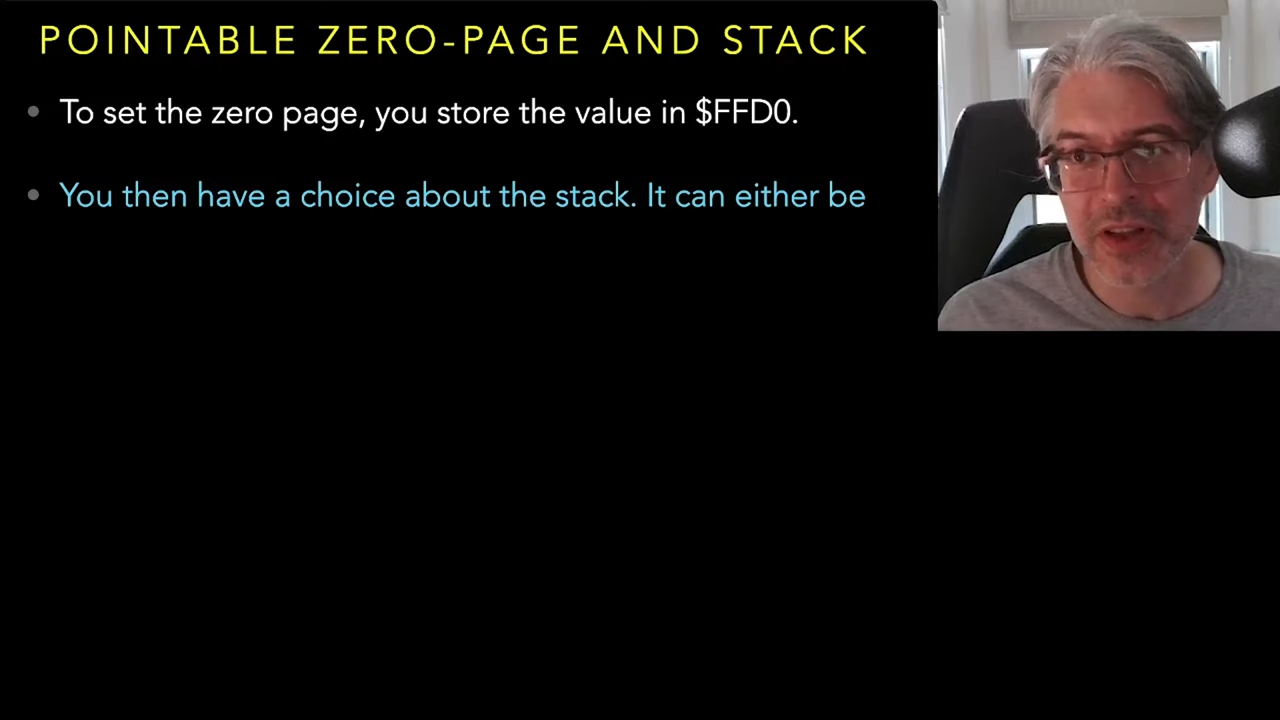 POINTABLE ZERO-PAGE AND STACK
To set the zero page, you store the value in $FFD0.
You then have a choice about the stack. It can either be